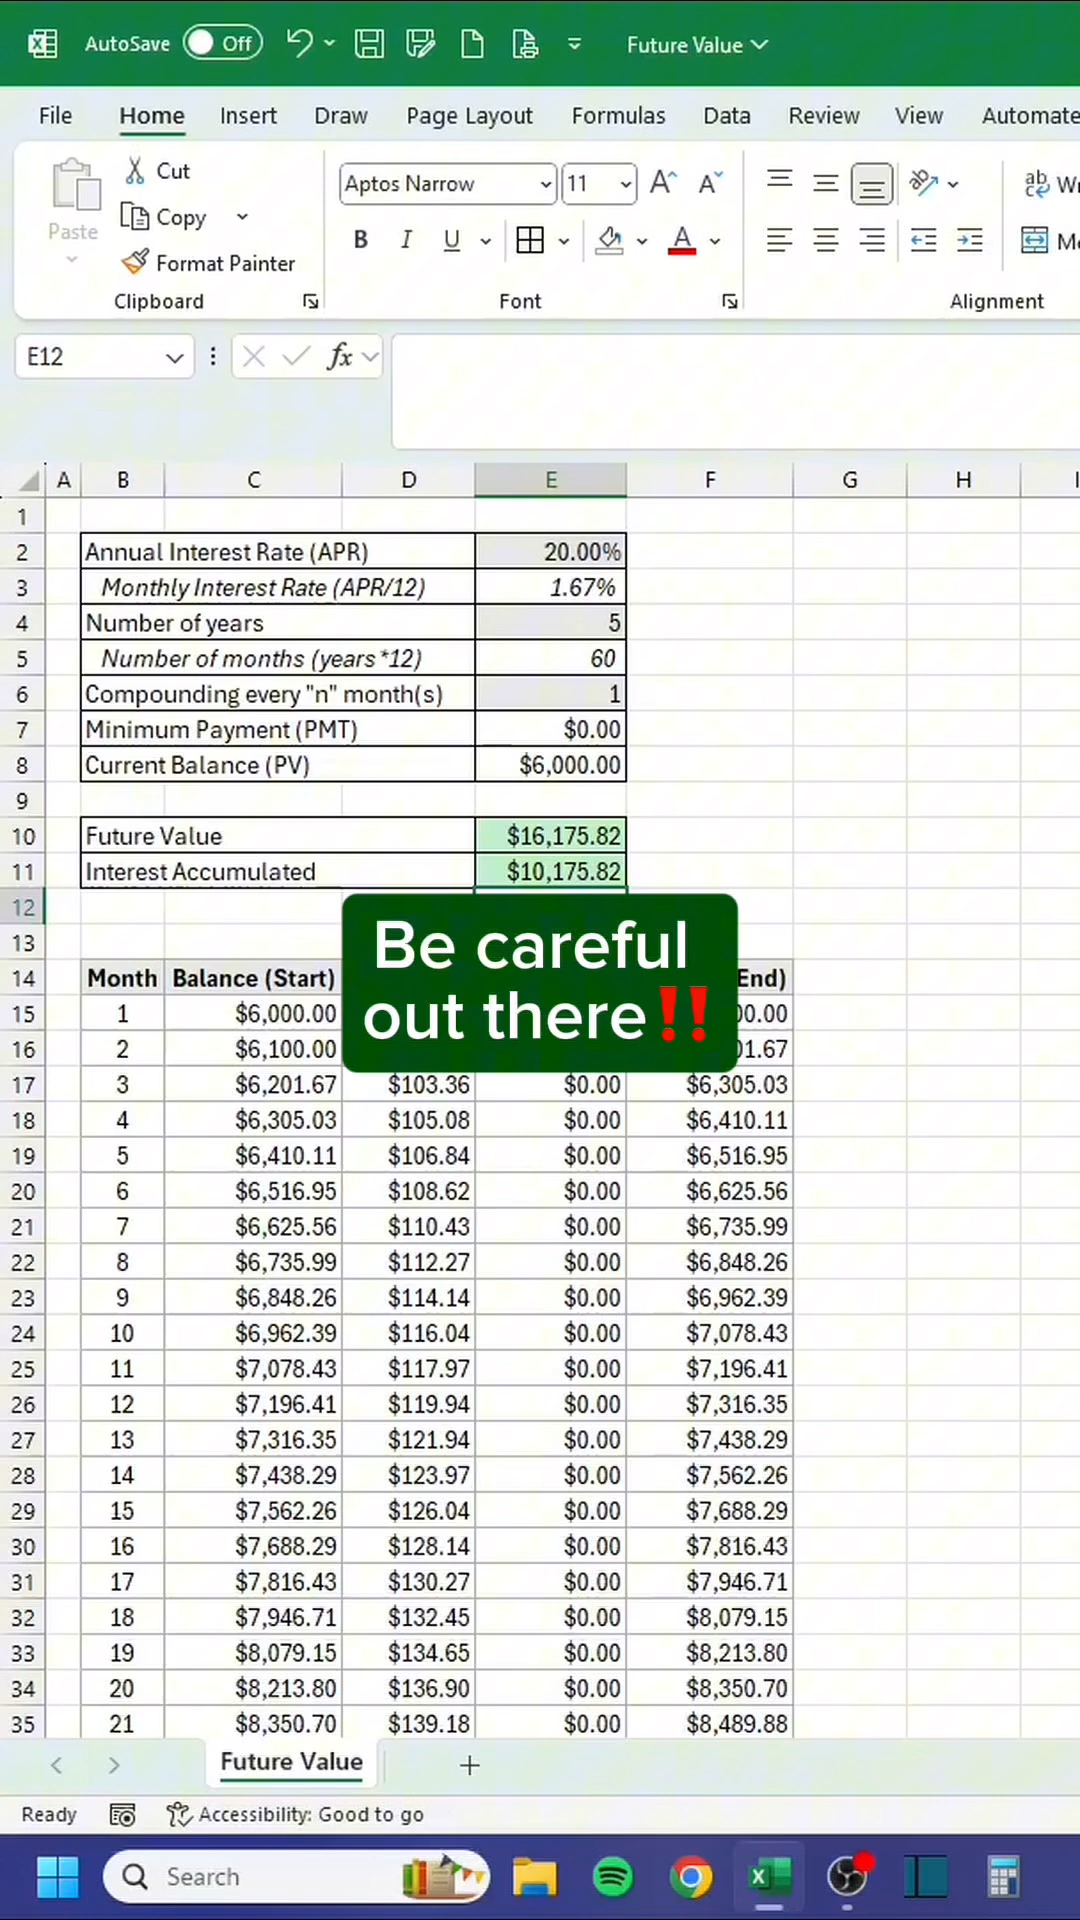 AutoSave Off Future Value
File Home Insert Draw Page Layout Formulas Data Review View Automate
Paste
Cut
Copy
Format Painter
Clipboard
Aptos Narrow 11 A A
B I U A
Font
ab
Alignment
E12 fx
A B C D E F G H I
1
2 Annual Interest Rate (APR) 20.00%
3 Monthly Interest Rate (APR/12) 1.67%
4 Number of years 5
5 Number of months (years*12) 60
6 Compounding every "n" month(s) 1
7 Minimum Payment (PMT) $0.00
8 Current Balance (PV) $6,000.00
9
10 Future Value $16,175.82
11 Interest Accumulated $10,175.82
12
13
Be careful
out there‼️
14 Month Balance (Start) End)
15 1 $6,000.00 00.00
16 2 $6,100.00 01.67
17 3 $6,201.67 $103.36 $0.00 $6,305.03
18 4 $6,305.03 $105.08 $0.00 $6,410.11
19 5 $6,410.11 $106.84 $0.00 $6,516.95
20 6 $6,516.95 $108.62 $0.00 $6,625.56
21 7 $6,625.56 $110.43 $0.00 $6,735.99
22 8 $6,735.99 $112.27 $0.00 $6,848.26
23 9 $6,848.26 $114.14 $0.00 $6,962.39
24 10 $6,962.39 $116.04 $0.00 $7,078.43
25 11 $7,078.43 $117.97 $0.00 $7,196.41
26 12 $7,196.41 $119.94 $0.00 $7,316.35
27 13 $7,316.35 $121.94 $0.00 $7,438.29
28 14 $7,438.29 $123.97 $0.00 $7,562.26
29 15 $7,562.26 $126.04 $0.00 $7,688.29
30 16 $7,688.29 $128.14 $0.00 $7,816.43
31 17 $7,816.43 $130.27 $0.00 $7,946.71
32 18 $7,946.71 $132.45 $0.00 $8,079.15
33 19 $8,079.15 $134.65 $0.00 $8,213.80
34 20 $8,213.80 $136.90 $0.00 $8,350.70
35 21 $8,350.70 $139.18 $0.00 $8,489.88
Future Value +
Ready Accessibility: Good to go
Search